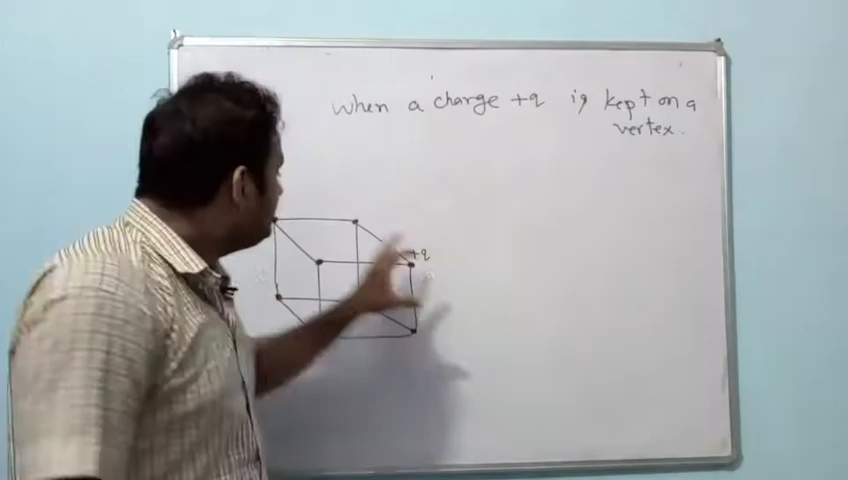 when a charge +q is kept on a
vertex.
+q